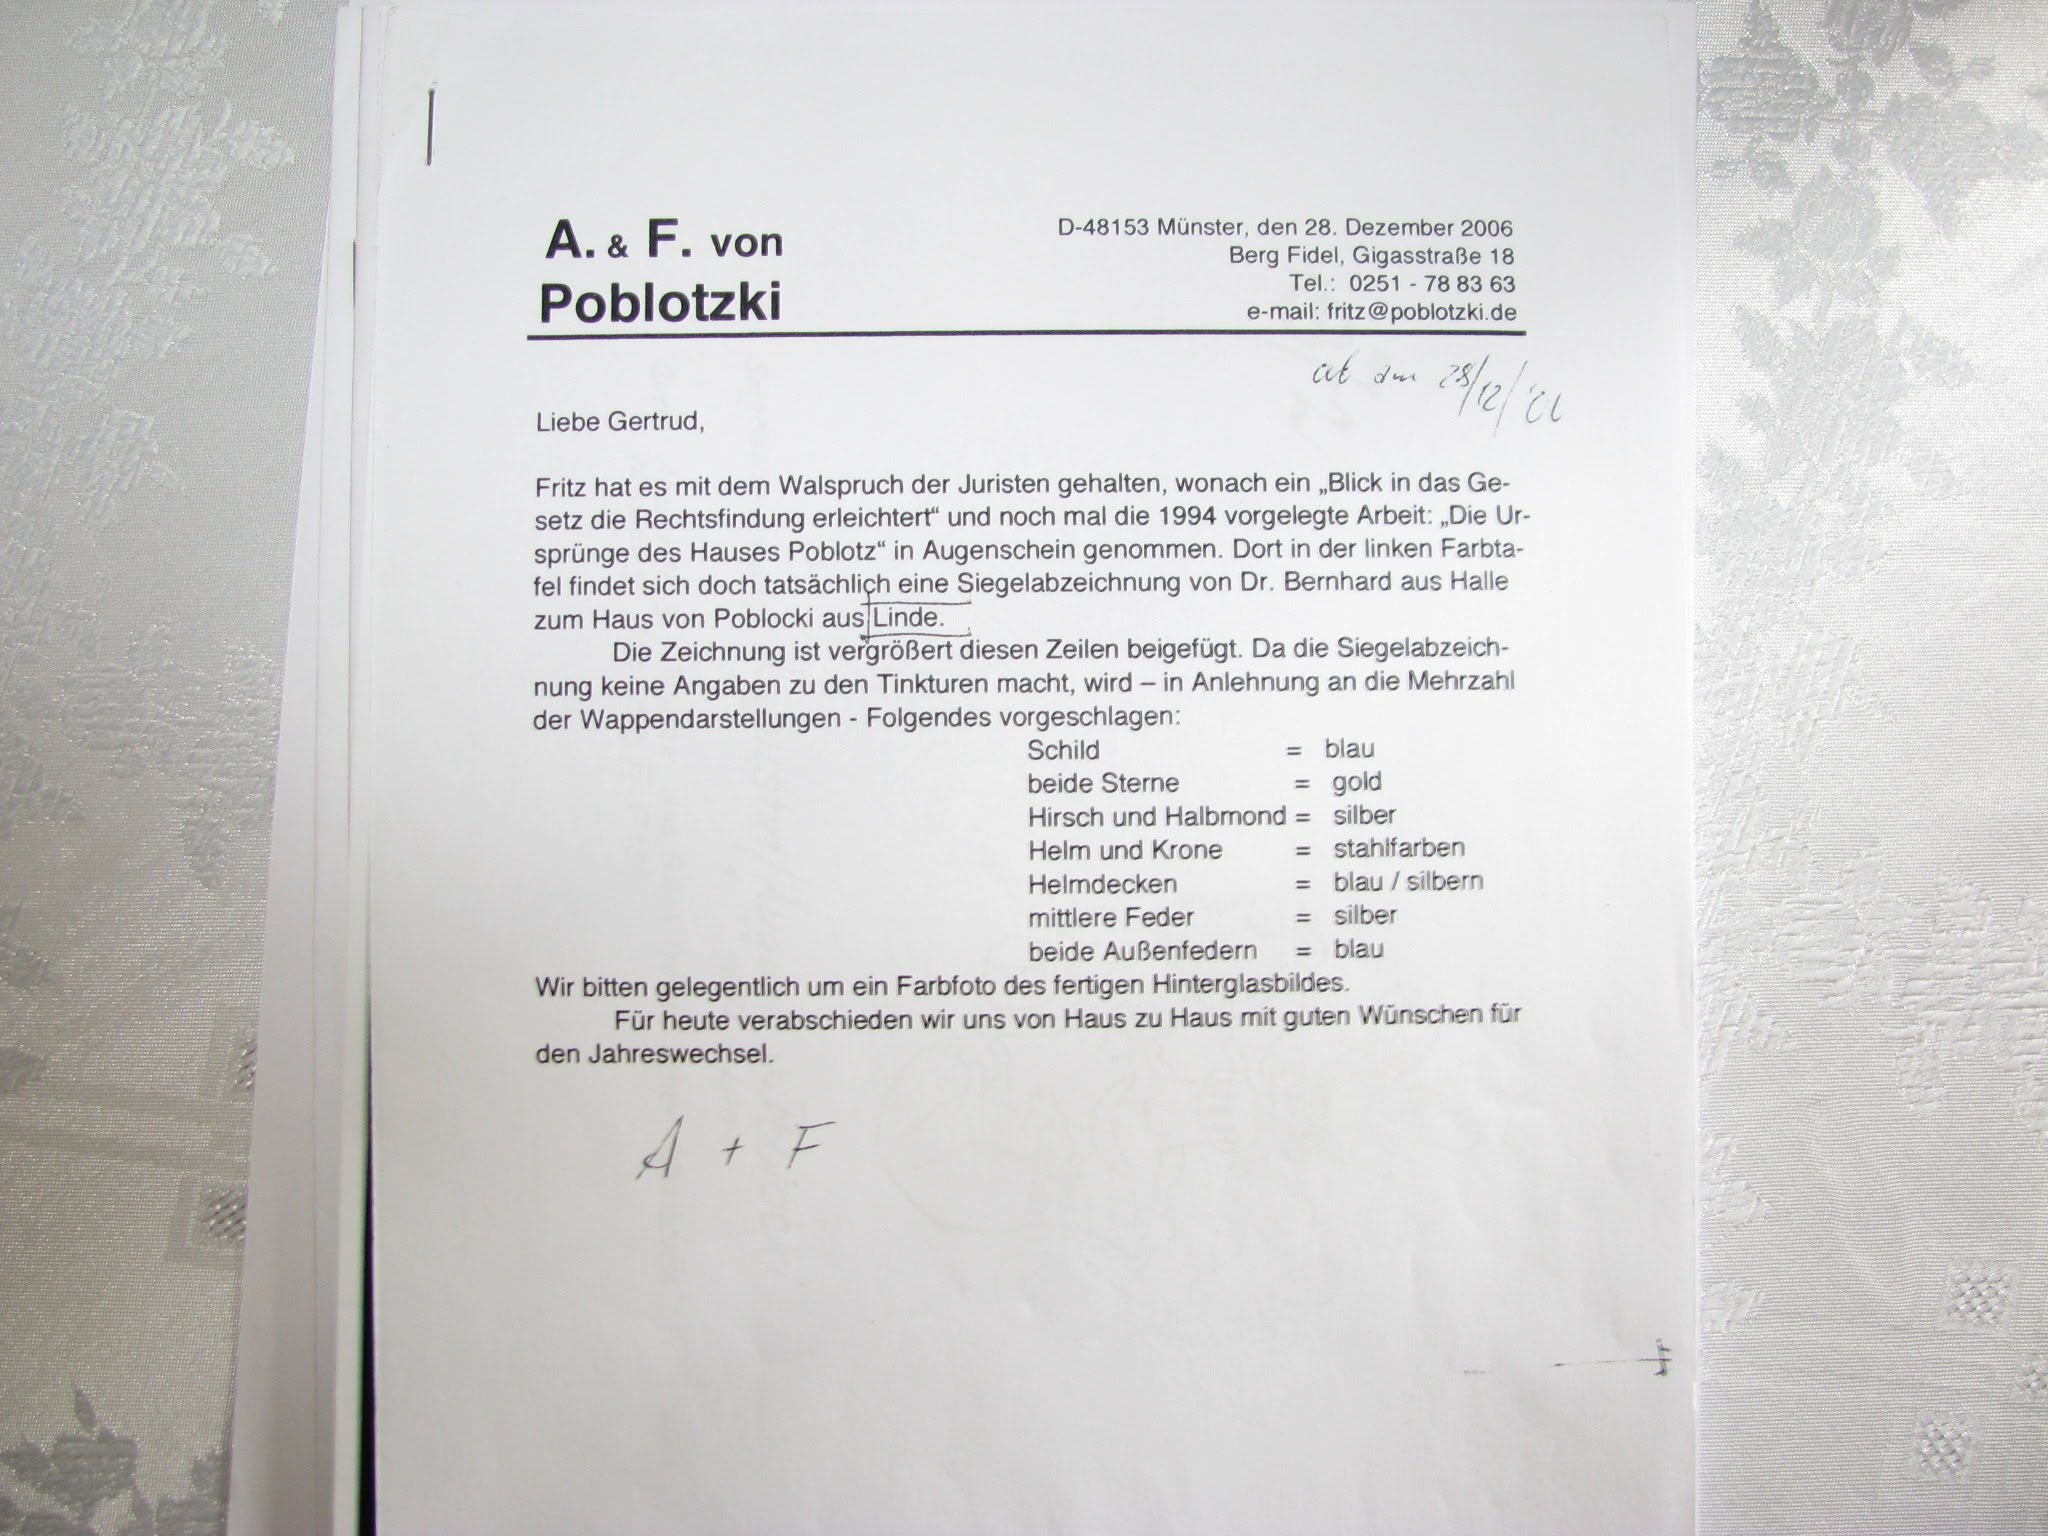 A. & F. von
Poblotzki
D-48153 Münster, den 28. Dezember 2006
Berg Fidel, Gigasstraße 18
Tel.: 0251 - 78 83 63
e-mail: fritz@poblotzki.de
ab am 28/12/06
Liebe Gertrud,
Fritz hat es mit dem Walspruch der Juristen gehalten, wonach ein „Blick in das Ge-
setz die Rechtsfindung erleichtert“ und noch mal die 1994 vorgelegte Arbeit: „Die Ur-
sprünge des Hauses Poblotz“ in Augenschein genommen. Dort in der linken Farbta-
fel findet sich doch tatsächlich eine Siegelabzeichnung von Dr. Bernhard aus Halle
zum Haus von Poblocki aus Linde.
Die Zeichnung ist vergrößert diesen Zeilen beigefügt. Da die Siegelabzeich-
nung keine Angaben zu den Tinkturen macht, wird – in Anlehnung an die Mehrzahl
der Wappendarstellungen - Folgendes vorgeschlagen:
Schild = blau
beide Sterne = gold
Hirsch und Halbmond = silber
Helm und Krone = stahlfarben
Helmdecken = blau / silbern
mittlere Feder = silber
beide Außenfedern = blau
Wir bitten gelegentlich um ein Farbfoto des fertigen Hinterglasbildes.
Für heute verabschieden wir uns von Haus zu Haus mit guten Wünschen für
den Jahreswechsel.
A + F